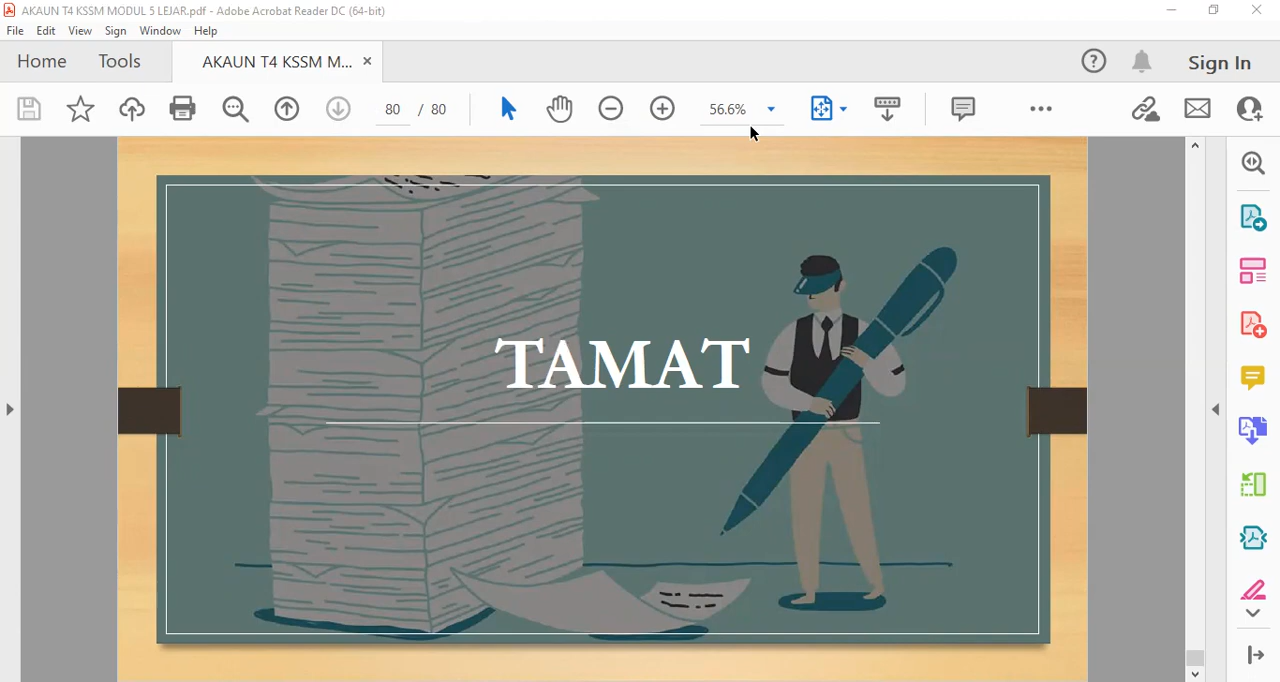 AKAUN T4 KSSM MODUL 5 LEJAR.pdf - Adobe Acrobat Reader DC (64-bit)
File Edit View Sign Window Help
Home Tools AKAUN T4 KSSM M... × Sign In
80 / 80 56.6%
TAMAT